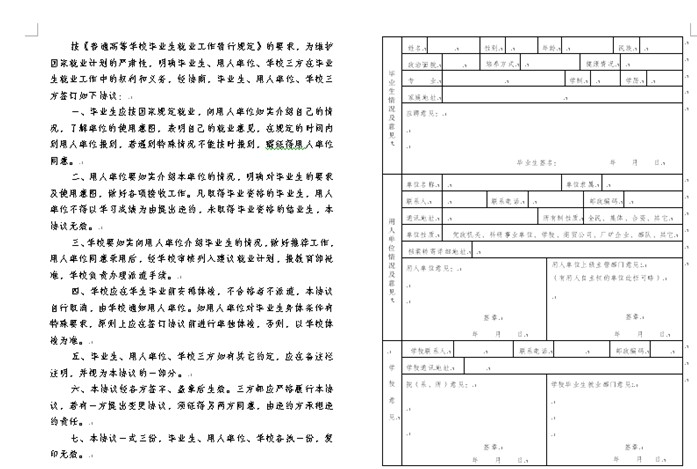 按《普通高等学校毕业生就业工作暂行规定》的要求，为维护
国家就业计划的严肃性，明确毕业生、用人单位、学校三方在毕业
生就业工作中的权利和义务，经协商，毕业生、用人单位、学校三
方签订如下协议：
一、毕业生应按国家规定就业，向用人单位如实介绍自己的情
况，了解单位的使用意图，表明自己的就业意见，在规定的时间内
到用人单位报到，若遇到特殊情况不能按时报到，需征得用人单位
同意。
二、用人单位要如实介绍本单位的情况，明确对毕业生的要求
及使用意图，做好各项接收工作。凡取得毕业资格的毕业生，用人
单位不得以学习成绩为由提出违约，未取得毕业资格的结业生，本
协议无效。
三、学校要如实向用人单位介绍毕业生的情况，做好推荐工作，
用人单位同意录用后，经学校审核列入建议就业计划，报教育部批
准，学校负责办理派遣手续。
四、学校应在学生毕业前安排体检，不合格者不派遣，本协议
自行取消，由学校通知用人单位。如用人单位对毕业生身体条件有
特殊要求，原则上应在签订协议前进行单独体检，否则，以学校体
检为准。
五、毕业生、用人单位、学校三方如有其它约定，应在备注栏
注明，并视为本协议的一部分。
六、本协议经各方签字、盖章后生效。三方都应严格履行本协
议，若有一方提出变更协议，须征得另两方同意，由违约方承担违
约责任。
七、本协议一式三份，毕业生、用人单位、学校各执一份，复
印无效。
毕业生情况及意见
姓名 性别 年龄 民族
政治面貌 培养方式 健康情况
专业 学制 学历
家庭地址
应聘意见：
毕业生签名： 年 月 日
用人单位情况及意见
单位名称 单位隶属
联系人 联系电话 邮政编码
通讯地址 所有制性质 全民、集体、合资、其它
单位性质 党政机关、科研事业单位、学校、商贸公司、厂矿企业、部队、其它
档案转寄详细地址
用人单位意见：
签章
年 月 日
用人单位上级主管部门意见：
（有用人自主权的单位此栏可略）
签章
年 月 日
学校意见
学校联系人 联系电话 邮政编码
学校通讯地址
院（系、所）意见：
签章
年 月 日
学校毕业生就业部门意见：
签章
年 月 日